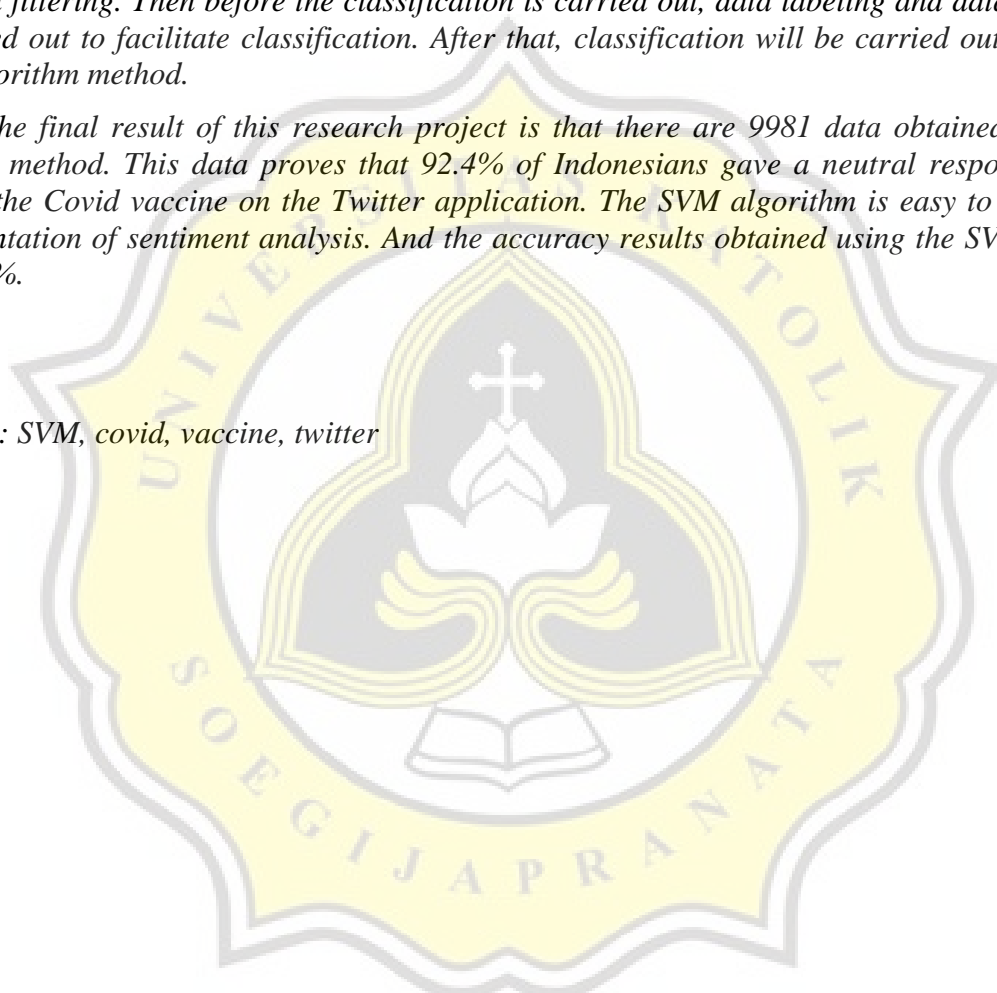 filtering. Then before the classification is carried out, data labeling and
ed out to facilitate classification. After that, classification will be carried out
orithm method.
he final result of this research project is that there are 9981 data obtained
method. This data proves that 92.4% of Indonesians gave a neutral respo
the Covid vaccine on the Twitter application. The SVM algorithm is easy to
ntation of sentiment analysis. And the accuracy results obtained using the SV
%.
: SVM, covid, vaccine, twitter
UNIVERSITAS KATOLIK
SOEGIJAPRANATA